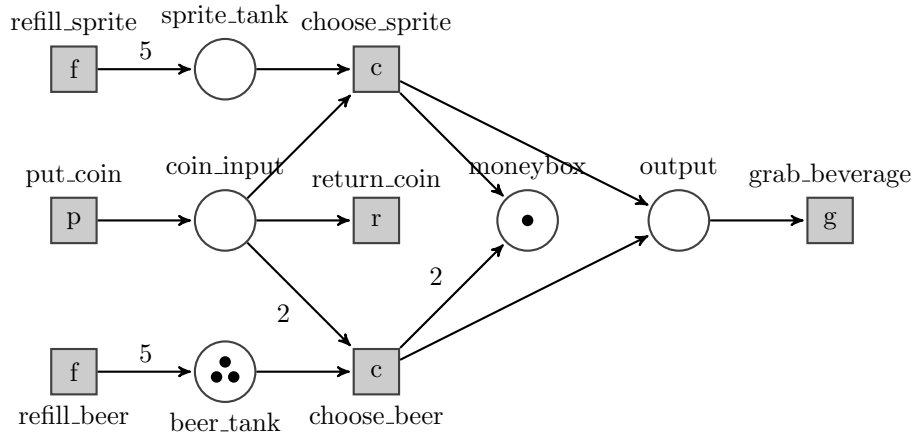 refill_sprite sprite_tank choose_sprite
f 5 c
put_coin coin_input return_coin moneybox output grab_beverage
p r g
2 2
f 5 c
refill_beer beer_tank choose_beer